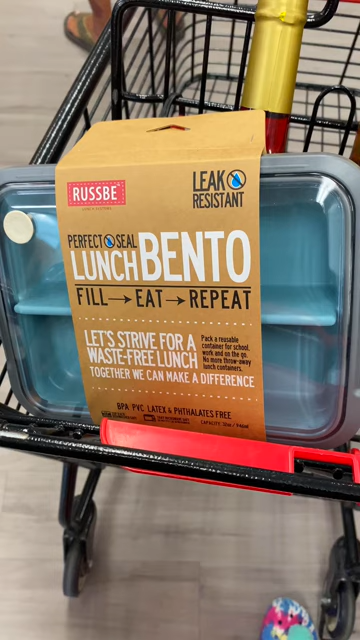 RUSSBE
LEAK
RESISTANT
PERFECT SEAL
LUNCH BENTO
FILL→EAT→REPEAT
LET'S STRIVE FOR A
WASTE-FREE LUNCH
Pack a reusable
container for school,
work and on the go.
No more throw-away
lunch containers.
TOGETHER WE CAN MAKE A DIFFERENCE
BPA, PVC, LATEX & PHTHALATES FREE